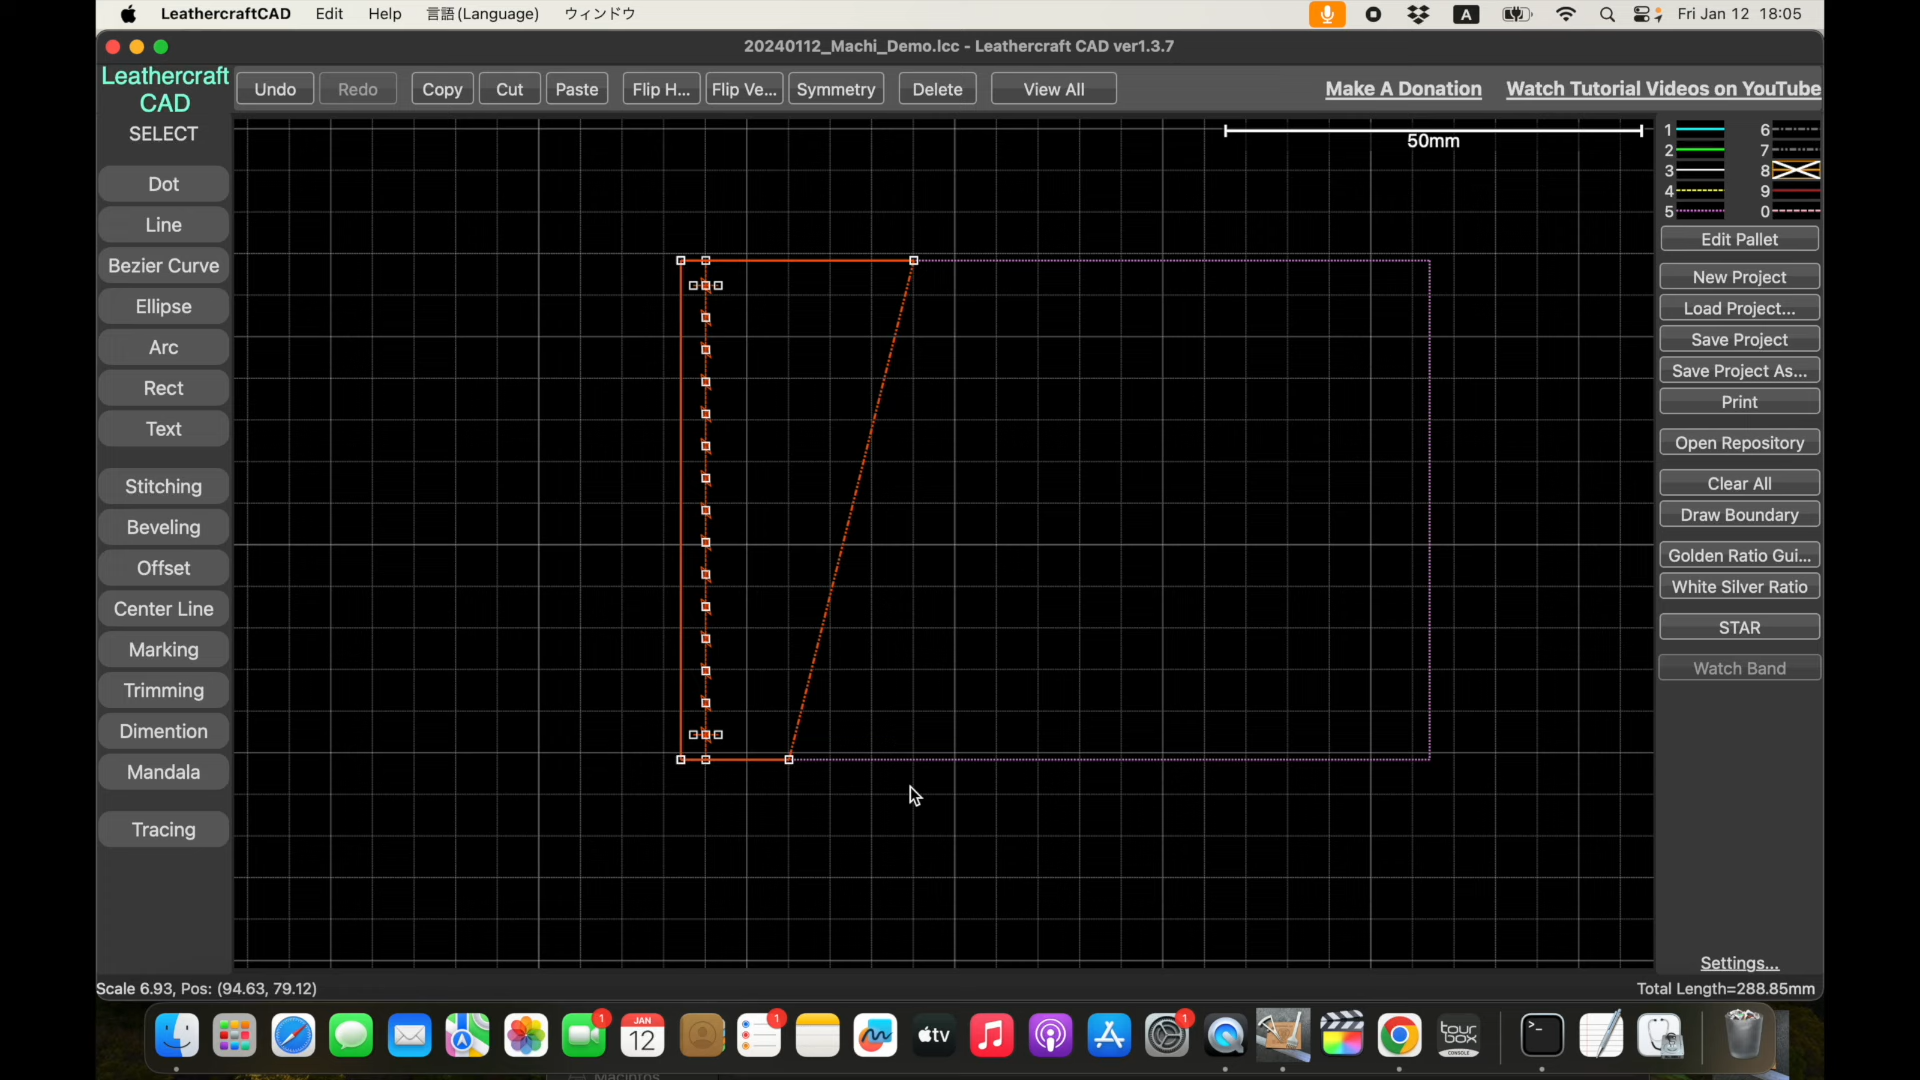 LeathercraftCAD Edit Help 言語(Language) ウィンドウ A Fri Jan 12 18:05
20240112_Machi_Demo.lcc - Leathercraft CAD ver1.3.7
Leathercraft
CAD
SELECT
Undo Redo Copy Cut Paste Flip H... Flip Ve... Symmetry Delete View All Make A Donation Watch Tutorial Videos on YouTube
Dot
Line
Bezier Curve
Ellipse
Arc
Rect
Text
Stitching
Beveling
Offset
Center Line
Marking
Trimming
Dimention
Mandala
Tracing
50mm
1 6
2 7
3 8
4 9
5 0
Edit Pallet
New Project
Load Project...
Save Project
Save Project As...
Print
Open Repository
Clear All
Draw Boundary
Golden Ratio Gui...
White Silver Ratio
STAR
Watch Band
Settings...
Scale 6.93, Pos: (94.63, 79.12) Total Length=288.85mm
1 JAN 12 1 tv 1 tour box CONSOLE